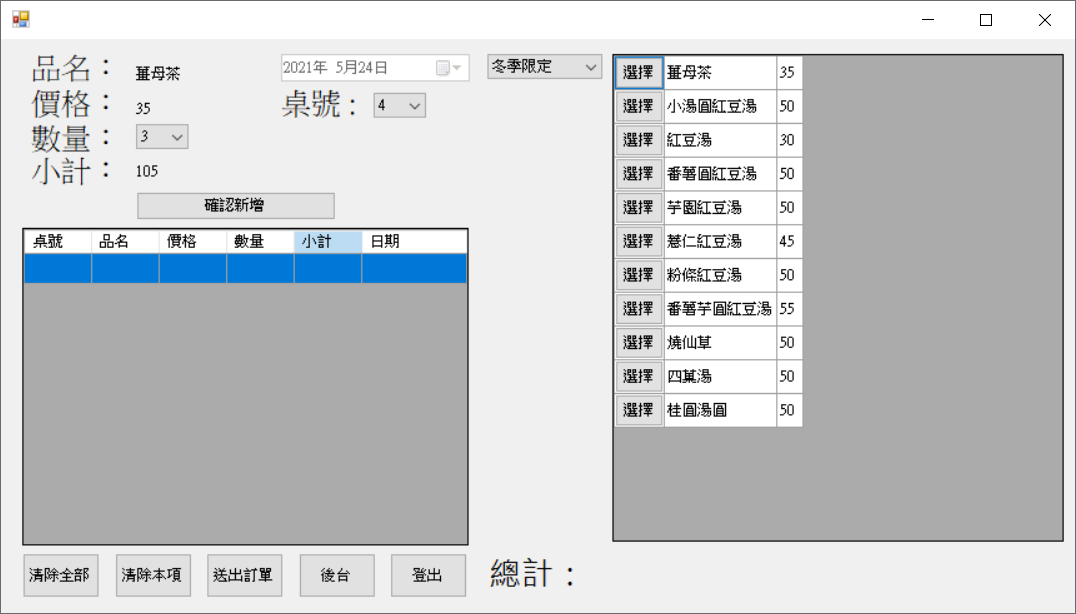 品名： 薑母茶
2021年 5月24日
冬季限定
價格： 35
桌號： 4
數量： 3
小計： 105
確認新增
桌號 品名 價格 數量 小計 日期
選擇 薑母茶 35
選擇 小湯圓紅豆湯 50
選擇 紅豆湯 30
選擇 番薯圓紅豆湯 50
選擇 芋園紅豆湯 50
選擇 薏仁紅豆湯 45
選擇 粉條紅豆湯 50
選擇 番薯芋圓紅豆湯 55
選擇 燒仙草 50
選擇 四菓湯 50
選擇 桂圓湯圓 50
清除全部 清除本項 送出訂單 後台 登出 總計：